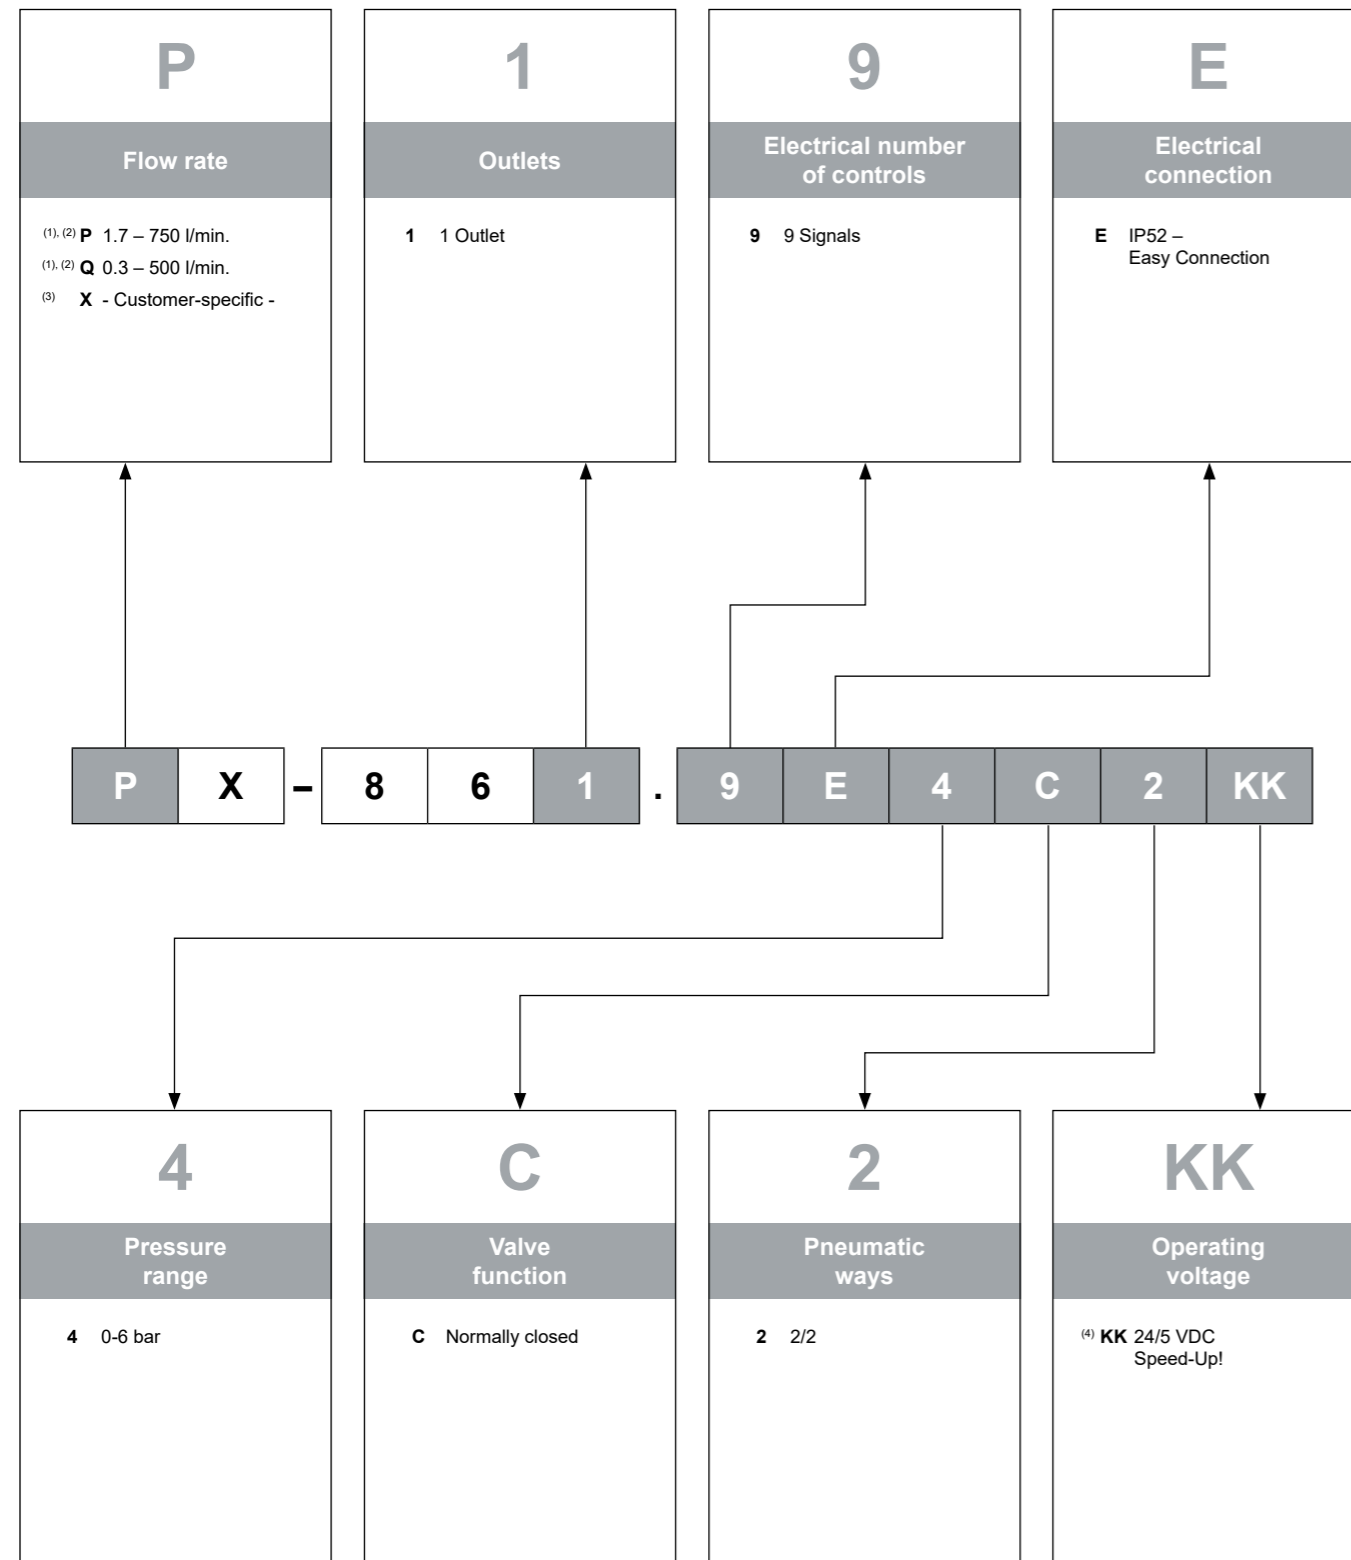 P
Flow rate
(1), (2) P 1.7 – 750 l/min.
(1), (2) Q 0.3 – 500 l/min.
(3) X - Customer-specific -
1
Outlets
1 1 Outlet
9
Electrical number
of controls
9 9 Signals
E
Electrical
connection
E IP52 –
Easy Connection
P X – 8 6 1 . 9 E 4 C 2 KK
4
Pressure
range
4 0-6 bar
C
Valve
function
C Normally closed
2
Pneumatic
ways
2 2/2
KK
Operating
voltage
(4) KK 24/5 VDC
Speed-Up!